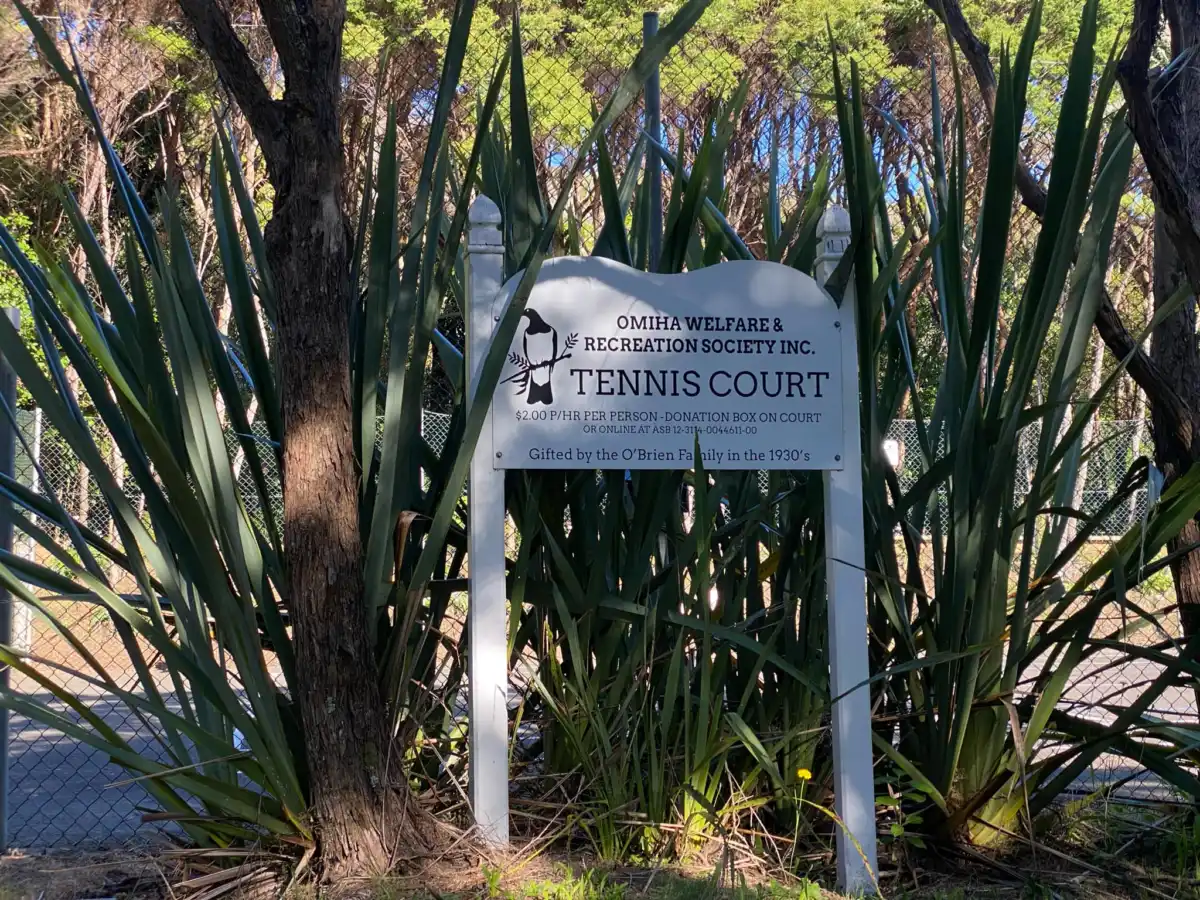 OMIHA WELFARE &
RECREATION SOCIETY INC.
TENNIS COURT
$2.00 P/HR PER PERSON - DONATION BOX ON COURT
OR ONLINE AT ASB 12-3114-0044611-00
Gifted by the O'Brien Family in the 1930's